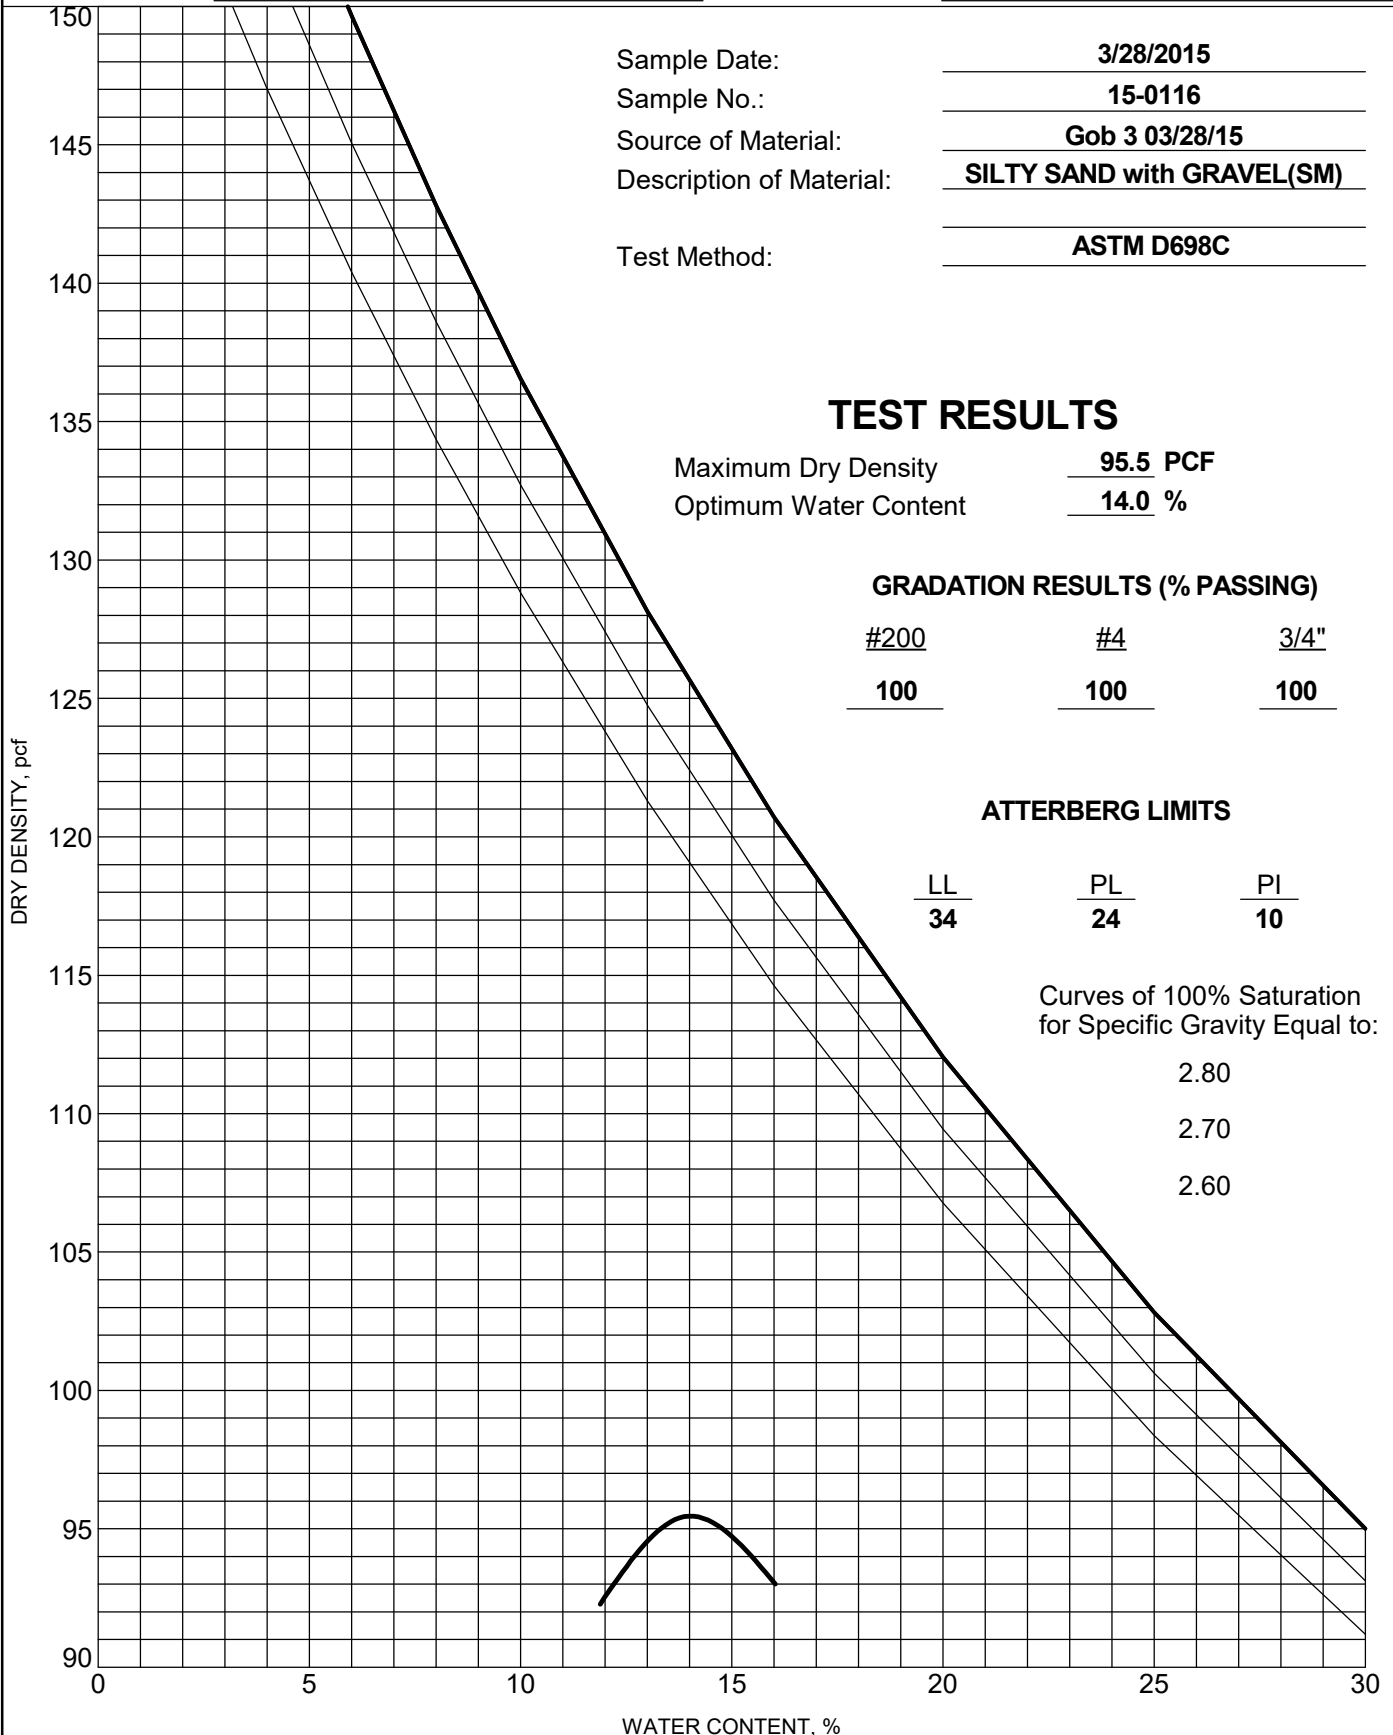 Sample Date: 3/28/2015
Sample No.: 15-0116
Source of Material: Gob 3 03/28/15
Description of Material: SILTY SAND with GRAVEL(SM)
Test Method: ASTM D698C
TEST RESULTS
Maximum Dry Density 95.5 PCF
Optimum Water Content 14.0 %
GRADATION RESULTS (% PASSING)
#200 #4 3/4"
100 100 100
ATTERBERG LIMITS
LL PL PI
34 24 10
Curves of 100% Saturation
for Specific Gravity Equal to:
2.80
2.70
2.60
DRY DENSITY, pcf
150
145
140
135
130
125
120
115
110
105
100
95
90
0 5 10 15 20 25 30
WATER CONTENT, %